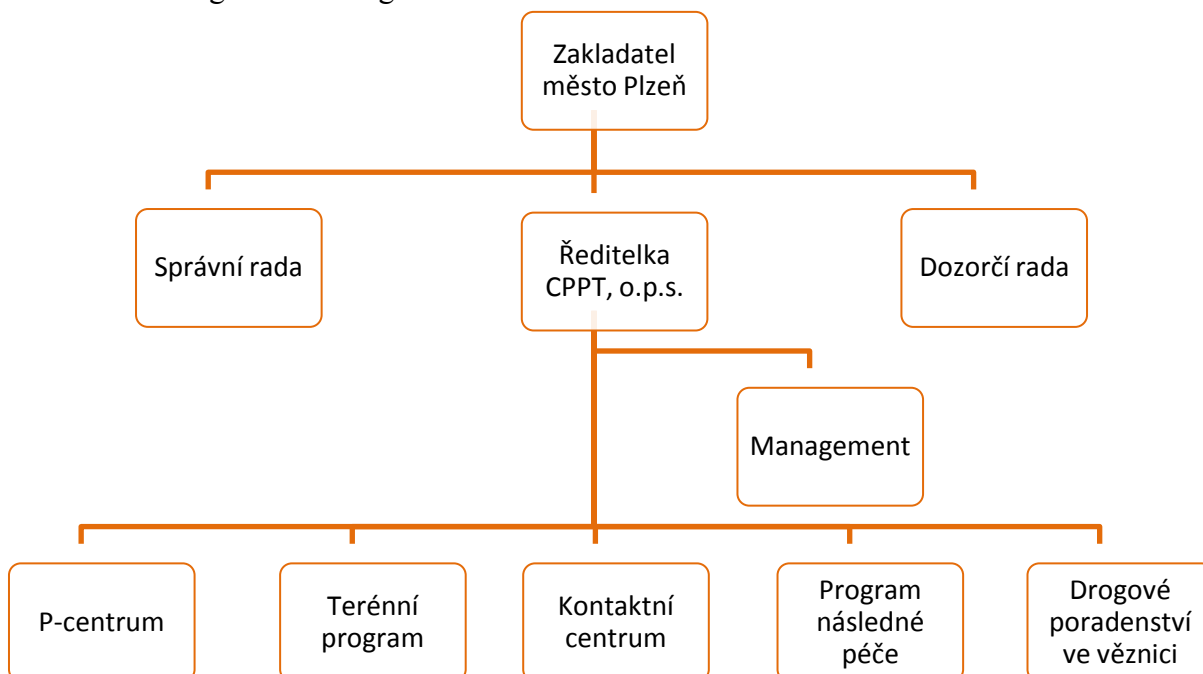 Zakladatel
město Plzeň
Správní rada
Ředitelka
CPPT, o.p.s.
Dozorčí rada
Management
P-centrum
Terénní
program
Kontaktní
centrum
Program
následné
péče
Drogové
poradenství
ve věznici